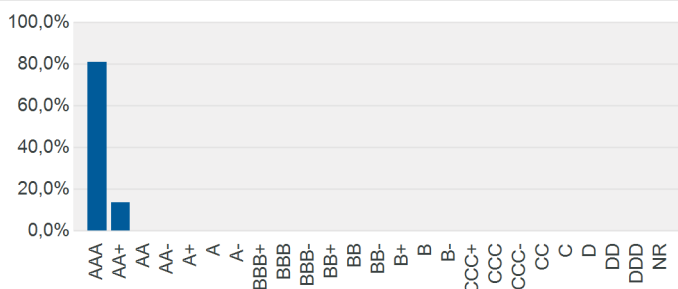 100,0%
80,0%
60,0%
40,0%
20,0%
0,0%
AAA
AA+
AA
AA-
A+
A
A-
BBB+
BBB
BBB-
BB+
BB
BB-
B+
B
B-
CCC+
CCC
CCC-
CC
C
D
DD
DDD
NR